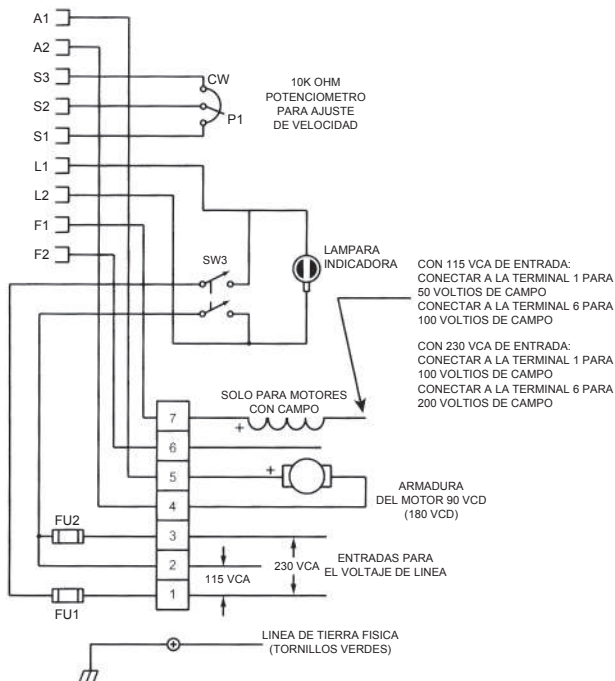 A1
A2
S3
S2
S1
L1
L2
F1
F2
CW
P1
10K OHM
POTENCIOMETRO
PARA AJUSTE
DE VELOCIDAD
SW3
LAMPARA
INDICADORA
CON 115 VCA DE ENTRADA:
CONECTAR A LA TERMINAL 1 PARA
50 VOLTIOS DE CAMPO
CONECTAR A LA TERMINAL 6 PARA
100 VOLTIOS DE CAMPO
CON 230 VCA DE ENTRADA:
CONECTAR A LA TERMINAL 1 PARA
100 VOLTIOS DE CAMPO
CONECTAR A LA TERMINAL 6 PARA
200 VOLTIOS DE CAMPO
SOLO PARA MOTORES
CON CAMPO
7
+
6
5
+
4
ARMADURA
DEL MOTOR 90 VCD
(180 VCD)
FU2
3
2
1
115 VCA
230 VCA
ENTRADAS PARA
EL VOLTAJE DE LINEA
FU1
LINEA DE TIERRA FISICA
(TORNILLOS VERDES)